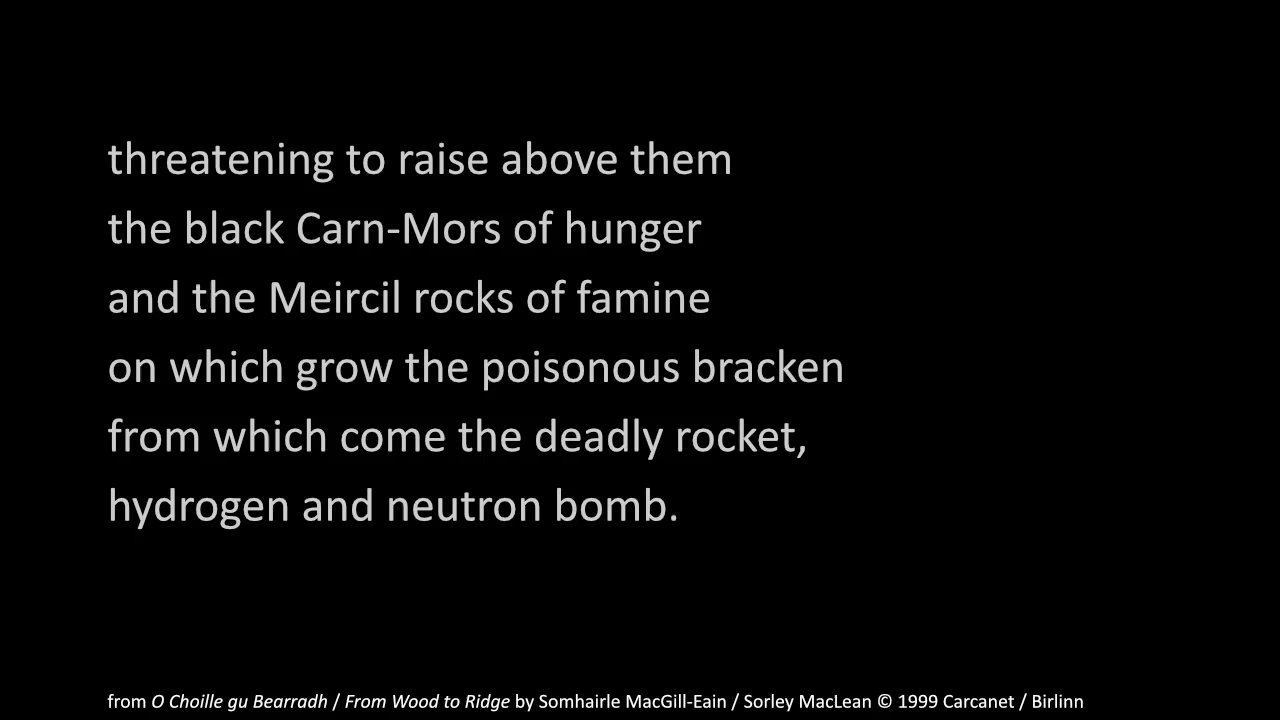 threatening to raise above them
the black Carn-Mors of hunger
and the Meircil rocks of famine
on which grow the poisonous bracken
from which come the deadly rocket,
hydrogen and neutron bomb.
from O Choille gu Bearradh / From Wood to Ridge by Somhairle MacGill-Eain / Sorley MacLean © 1999 Carcanet / Birlinn